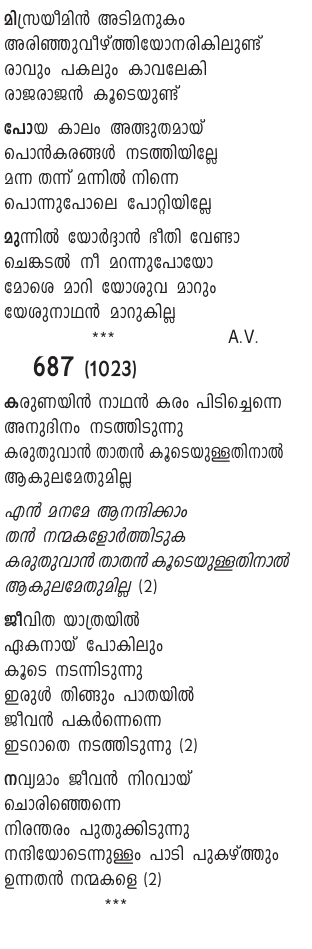 മിസ്രയീമിൻ അടിമനുകം
അരിഞ്ഞുവീഴ്ത്തിയോനരികിലുണ്ട്
രാവും പകലും കാവലേകി
രാജരാജൻ കൂടെയുണ്ട്
പോയ കാലം അത്ഭുതമായ്
പൊൻകരങ്ങൾ നടത്തിയില്ലേ
മന്ന തന്ന് മന്നിൽ നിന്നെ
പൊന്നുപോലെ പോറ്റിയില്ലേ
മുന്നിൽ യോർദ്ദാൻ ഭീതി വേണ്ടാ
ചെങ്കടൽ നീ മറന്നുപോയോ
മോശെ മാറി യോശുവ മാറും
യേശുനാഥൻ മാറുകില്ല
*** A.V.
687 (1023)
കരുണയിൻ നാഥൻ കരം പിടിച്ചെന്നെ
അനുദിനം നടത്തിടുന്നു
കരുതുവാൻ താതൻ കൂടെയുള്ളതിനാൽ
ആകുലമേതുമില്ല
എൻ മനമേ ആനന്ദിക്കാം
തൻ നന്മകളോർത്തിടുക
കരുതുവാൻ താതൻ കൂടെയുള്ളതിനാൽ
ആകുലമേതുമില്ല (2)
ജീവിത യാത്രയിൽ
ഏകനായ് പോകിലും
കൂടെ നടന്നിടുന്നു
ഇരുൾ തിങ്ങും പാതയിൽ
ജീവൻ പകർന്നെന്നെ
ഇടറാതെ നടത്തിടുന്നു (2)
നവ്യമാം ജീവൻ നിറവായ്
ചൊരിഞ്ഞെന്നെ
നിരന്തരം പുതുക്കിടുന്നു
നന്ദിയോടെന്നുള്ളം പാടി പുകഴ്ത്തും
ഉന്നതൻ നന്മകളെ (2)
***